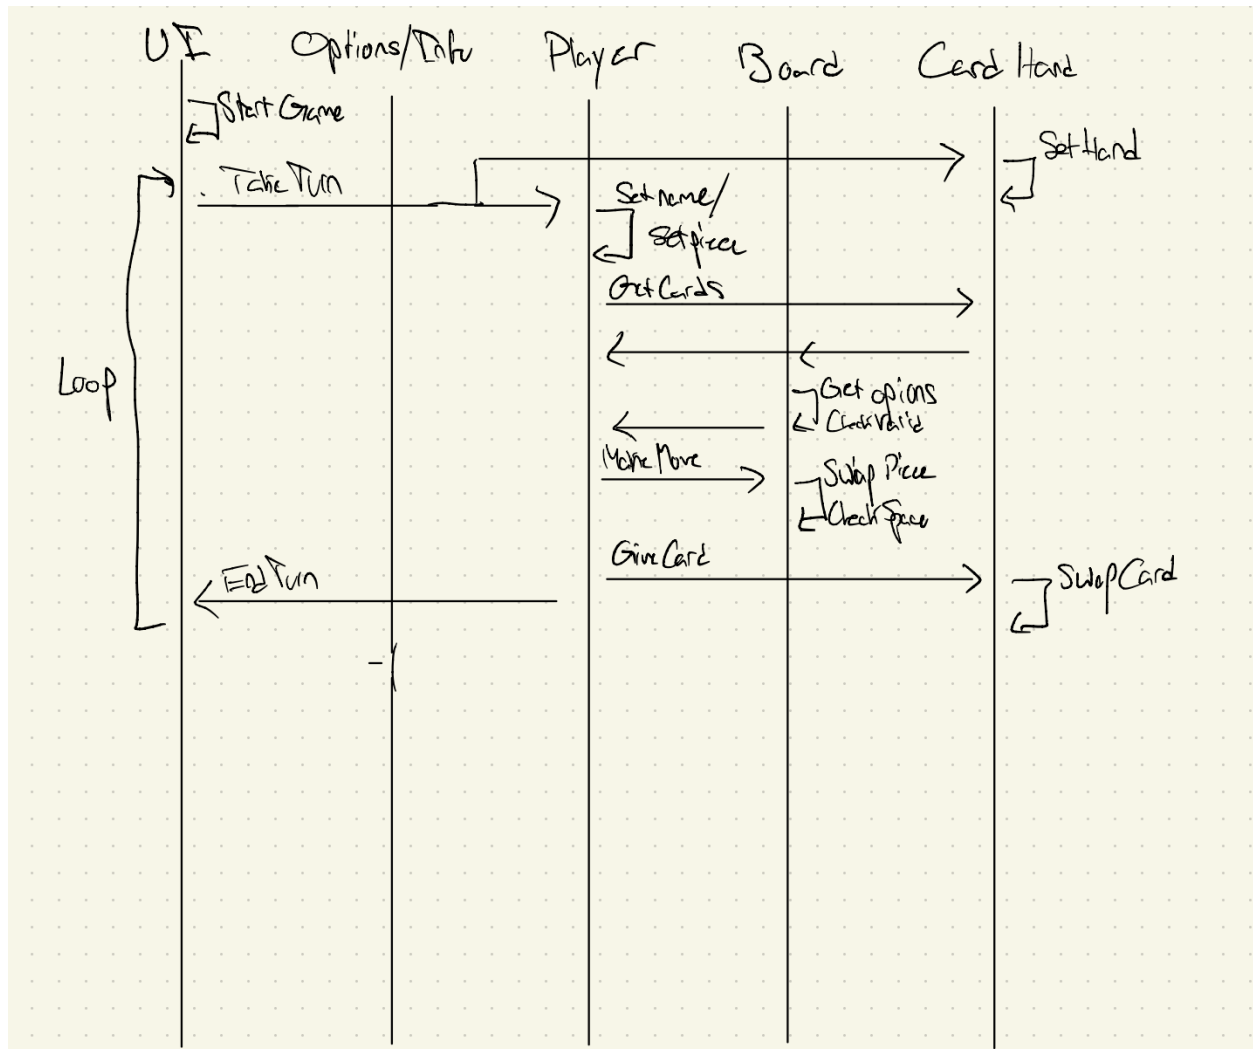 UI Options/Info Player Board Card Hand
Start Game
Set Hand
Take Turn
Set name/
Set piece
Get Cards
Loop
Get opions
Check Valid
Make Move
Swap Piece
Check Space
Give Card
End Turn
Swap Card